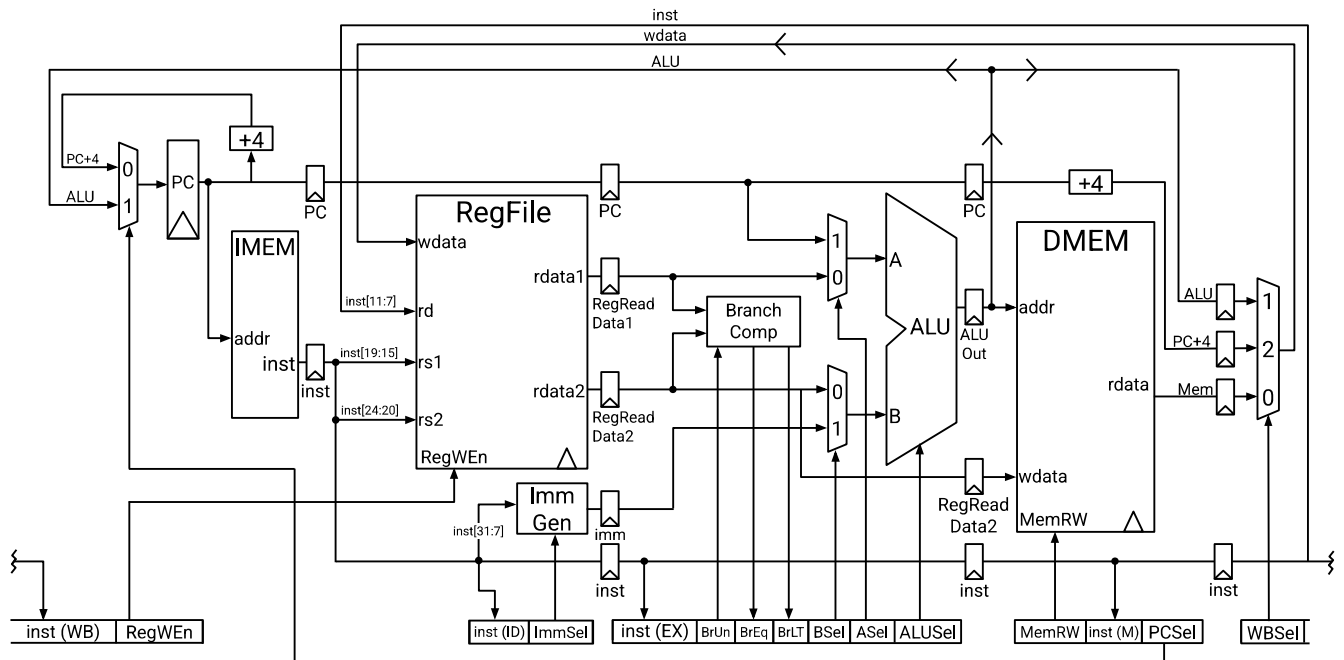 inst
wdata
ALU
+4
PC+4
ALU
0
1
PC
PC
PC
PC
+4
IMEM
addr
inst
inst
RegFile
wdata
inst[11:7]
rd
inst[19:15]
rs1
inst[24:20]
rs2
RegWEn
rdata1
RegRead
Data1
rdata2
RegRead
Data2
Branch
Comp
1
0
0
1
A
B
ALU
ALU
Out
DMEM
addr
rdata
wdata
MemRW
RegRead
Data2
ALU
PC+4
Mem
1
2
0
Imm
Gen
imm
inst[31:7]
inst
inst
inst
inst (WB) RegWEn
inst (ID) ImmSel
inst (EX) BrUn BrEq BrLT BSel ASel ALUSel
MemRW inst (M) PCSel
WBSel